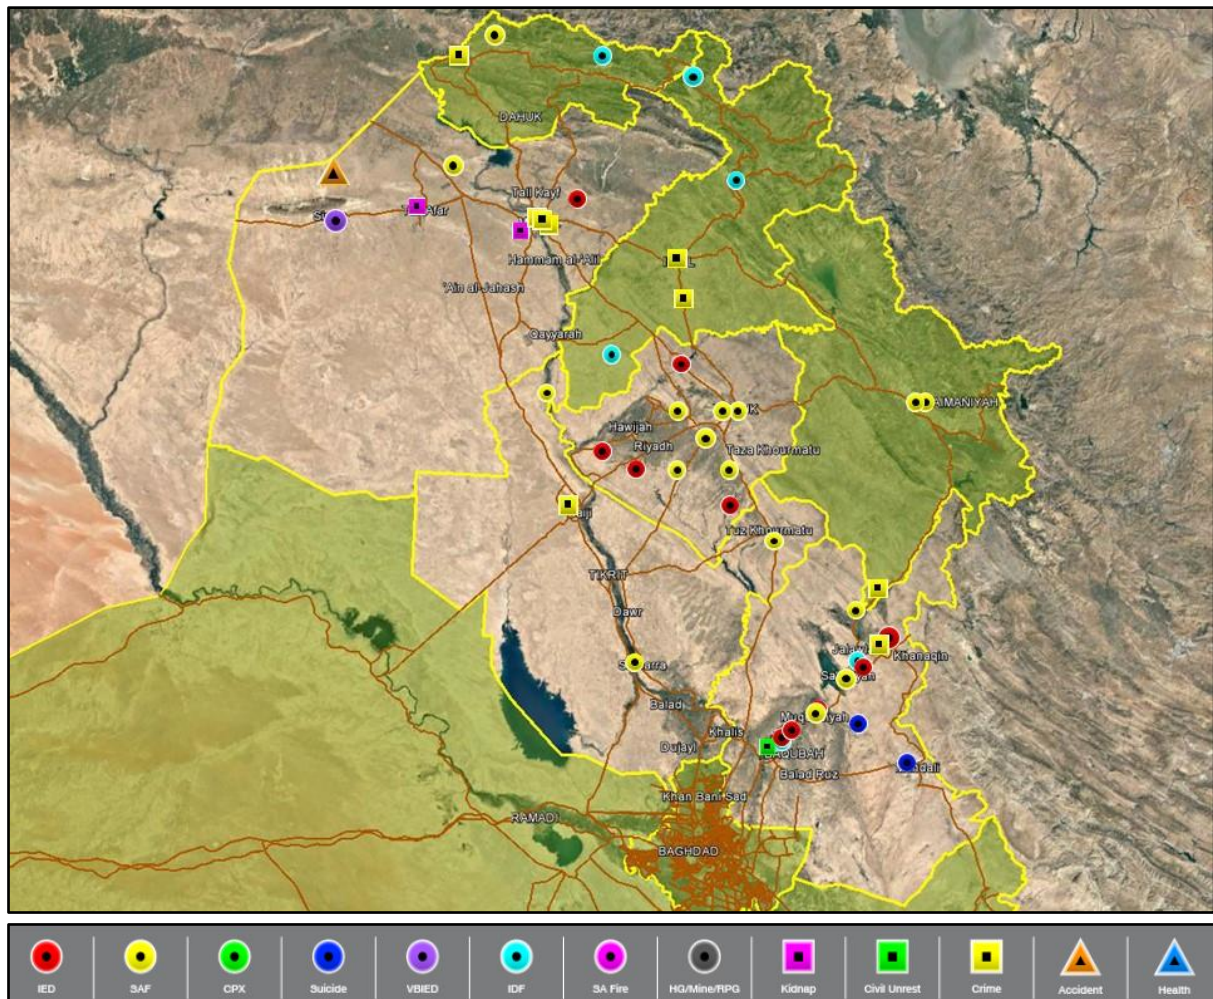 DAHUK
Tall Kayf
Hammam al-'Alil
'Ain al-Jahash
Qayyarah
Hawijah
Riyadh
Taza Khourmatu
Tuz Khourmatu
TIKRIT
Dawr
Khanaqin
Balad
Khalis
Dujayl
Balad Ruz
Khan Bani Sad
RAMADI
BAGHDAD
IED
SAF
CPX
Suicide
VBIED
IDF
SA Fire
HG/Mine/RPG
Kidnap
Civil Unrest
Crime
Accident
Health